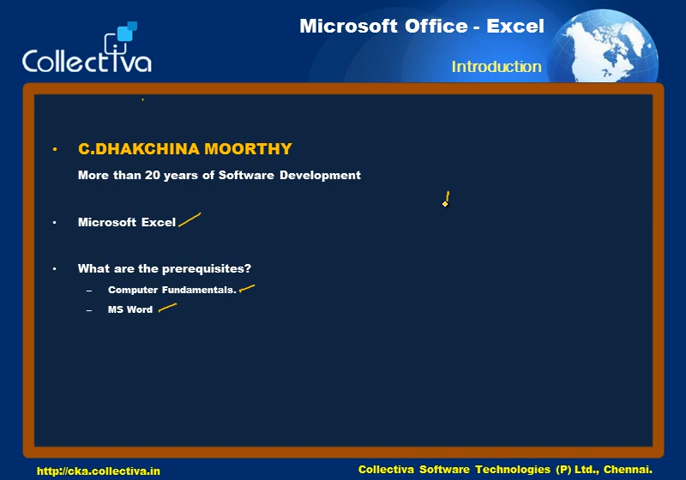 Collectiva
Microsoft Office - Excel
Introduction
• C.DHAKCHINA MOORTHY
More than 20 years of Software Development
• Microsoft Excel
• What are the prerequisites?
– Computer Fundamentals.
– MS Word
http://cka.collectiva.in
Collectiva Software Technologies (P) Ltd., Chennai.